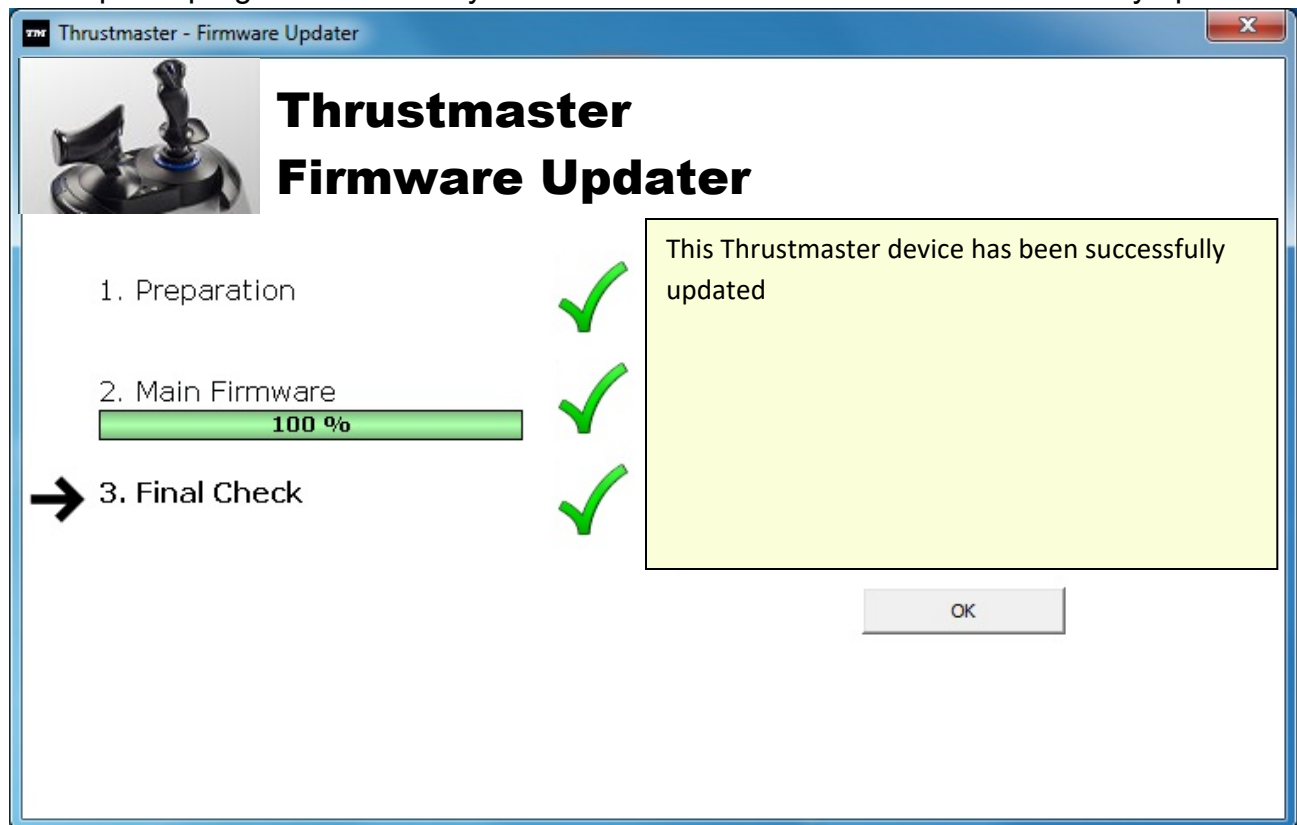 TM Thrustmaster - Firmware Updater
Thrustmaster
Firmware Updater
This Thrustmaster device has been successfully
updated
1. Preparation
2. Main Firmware
100 %
3. Final Check
OK